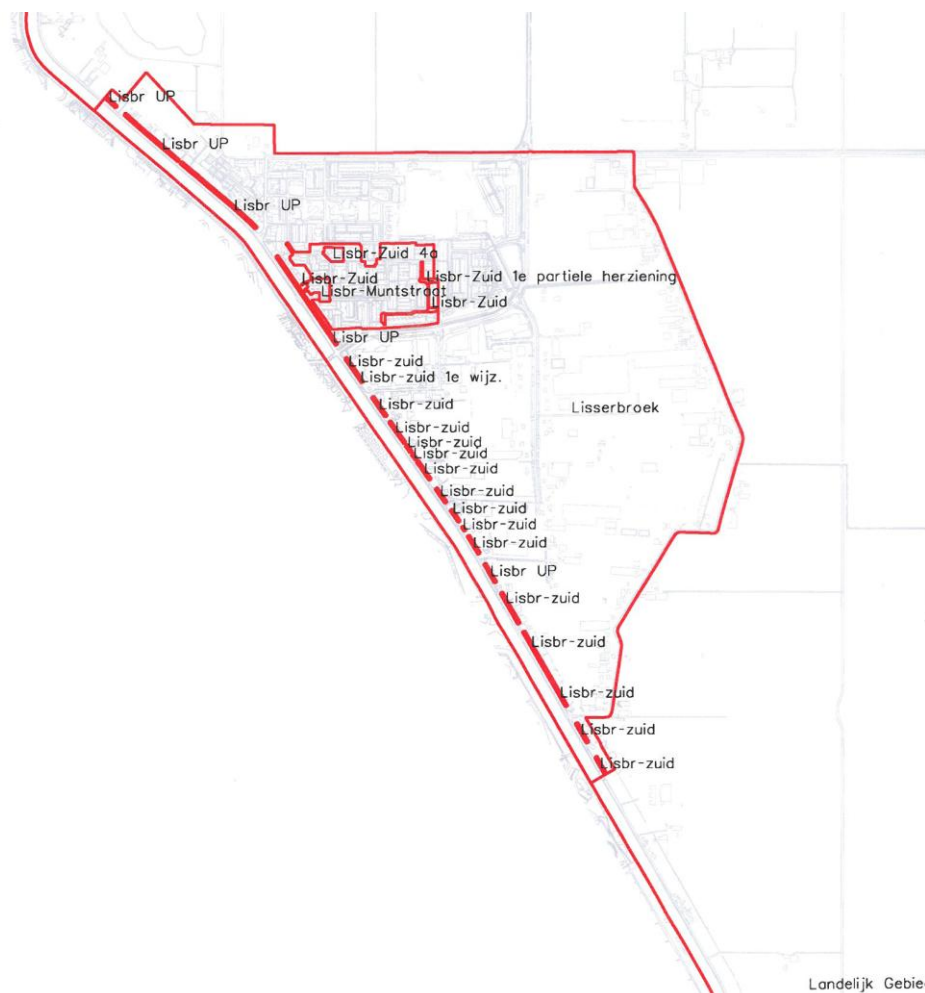 Lisbr UP
Lisbr UP
Lisbr UP
Lisbr-Zuid 4a
Lisbr-Zuid
Lisbr-Zuid 1e partiele herziening
Lisbr-Muntstraat
Lisbr-Zuid
Lisbr UP
Lisbr-zuid
Lisbr-zuid 1e wijz.
Lisbr-zuid
Lisserbroek
Lisbr-zuid
Lisbr-zuid
Lisbr-zuid
Lisbr-zuid
Lisbr-zuid
Lisbr-zuid
Lisbr-zuid
Lisbr-zuid
Lisbr UP
Lisbr-zuid
Lisbr-zuid
Lisbr-zuid
Lisbr-zuid
Lisbr-zuid
Landelijk Gebie